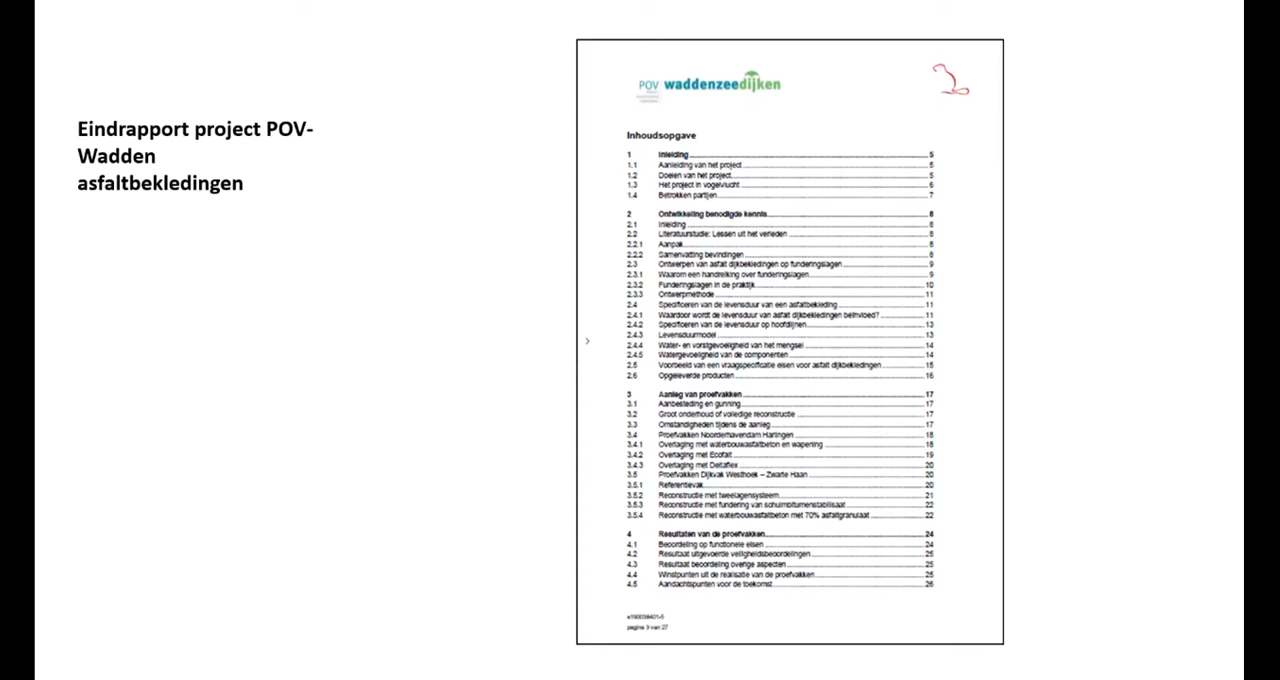 Eindrapport project POV-
Wadden
asfaltbekledingen
POV waddenzeedijken
Inhoudsopgave
1 Inleiding 5
1.1 Aanleiding van het project 5
1.2 Doelen van het project 5
1.3 Het project in vogelvlucht 6
1.4 Betrokken partijen 7
2 Ontwikkeling benodigde kennis 8
2.1 Inleiding 8
2.2 Literatuurstudie: Lessen uit het verleden 8
2.2.1 Aanpak 8
2.2.2 Samenvatting bevindingen 8
2.3 Ontwerpen van asfalt dijkbekledingen op funderingslagen 9
2.3.1 Waarom een handreiking over funderingslagen 9
2.3.2 Funderingslagen in de praktijk 10
2.3.3 Ontwerpmethode 11
2.4 Specificeren van de levensduur van een asfaltbekleding 11
2.4.1 Waardoor wordt de levensduur van asfalt dijkbekledingen beïnvloed? 11
2.4.2 Specificeren van de levensduur op hoofdlijnen 13
2.4.3 Levensduurmodel 13
2.4.4 Water- en vorstgevoeligheid van het mengsel 14
2.4.5 Watergevoeligheid van de componenten 14
2.5 Voorbeeld van een vraagspecificatie eisen voor asfalt dijkbekledingen 15
2.6 Opgeleverde producten 16
3 Aanleg van proefvakken 17
3.1 Aanbesteding en gunning 17
3.2 Groot onderhoud of volledige reconstructie 17
3.3 Omstandigheden tijdens de aanleg 17
3.4 Proefvakken Noorderhavendam Harlingen 18
3.4.1 Overlaging met waterbouwasfaltbeton en wapening 18
3.4.2 Overlaging met Ecofalt 19
3.4.3 Overlaging met Deltaflex 20
3.5 Proefvakken Dijkvak Westhoek – Zwarte Haan 20
3.5.1 Referentievak 20
3.5.2 Reconstructie met tweelagensysteem 21
3.5.3 Reconstructie met fundering van schuimbitumenstabilisaat 22
3.5.4 Reconstructie met waterbouwasfaltbeton met 70% asfaltgranulaat 22
4 Resultaten van de proefvakken 24
4.1 Beoordeling op functionele eisen 24
4.2 Resultaat uitgevoerde veiligheidsbeoordelingen 25
4.3 Resultaat beoordeling overige aspecten 25
4.4 Winstpunten uit de realisatie van de proefvakken 25
4.5 Aandachtspunten voor de toekomst 26
e190038401-5
pagina 3 van 27